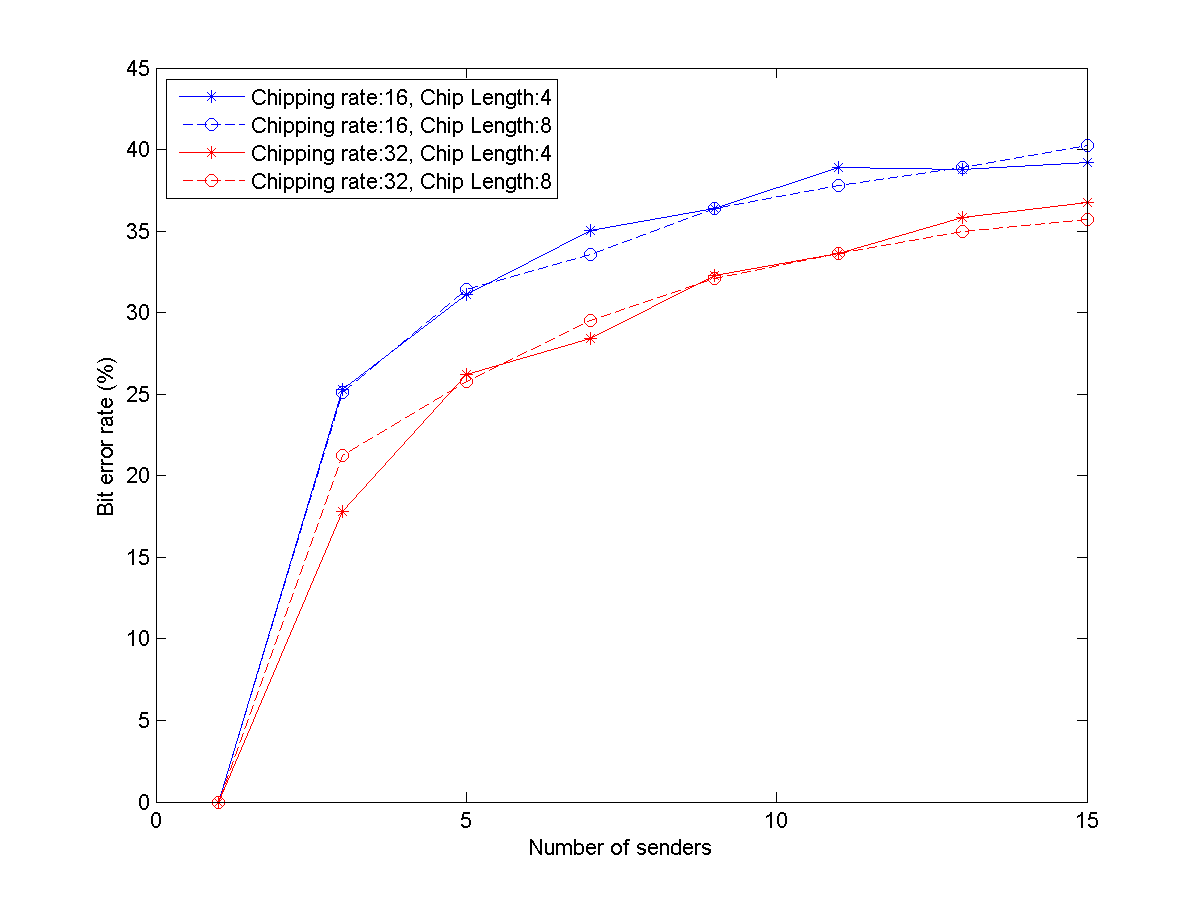 45
40
35
30
25
20
15
10
5
0
Bit error rate (%)
Chipping rate:16, Chip Length:4
Chipping rate:16, Chip Length:8
Chipping rate:32, Chip Length:4
Chipping rate:32, Chip Length:8
0 5 10 15
Number of senders